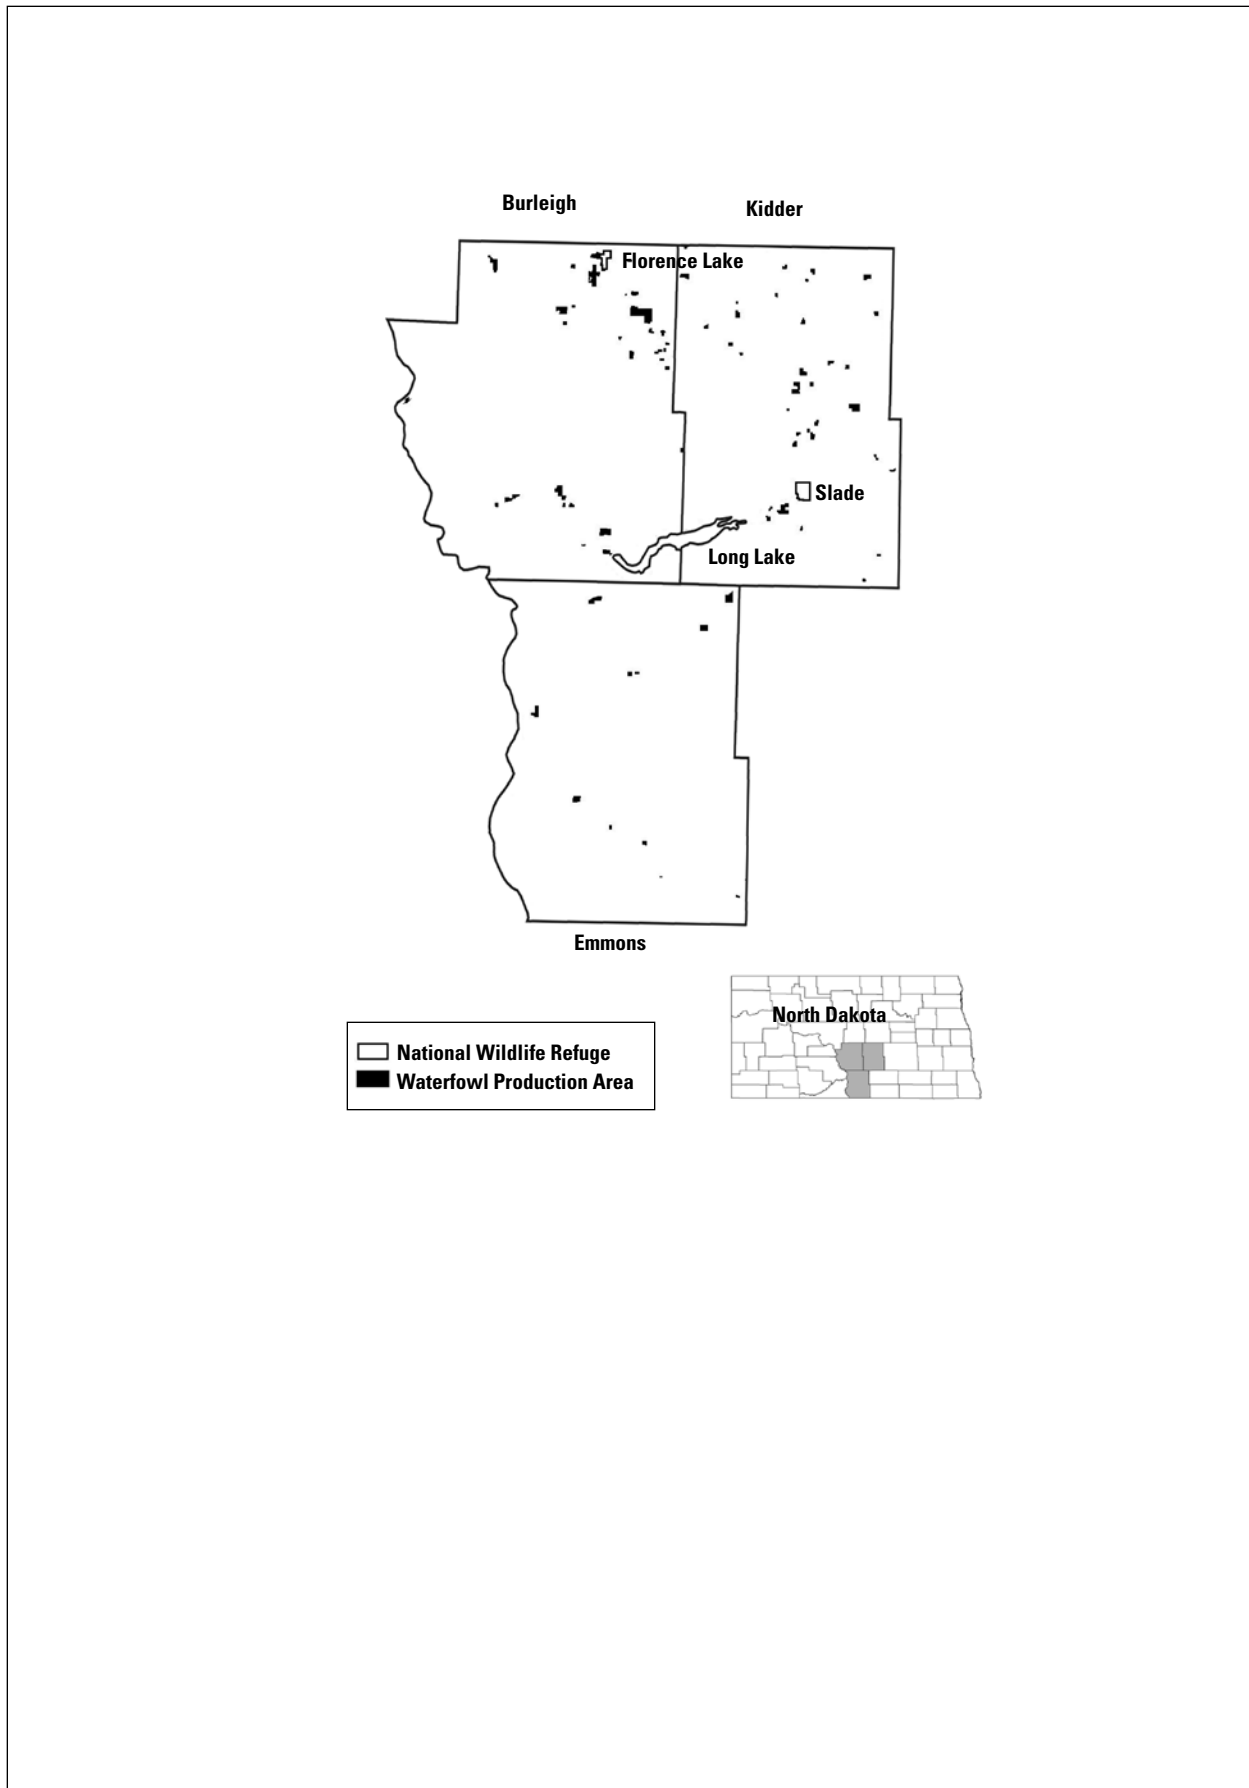 Burleigh
Kidder
Florence Lake
Slade
Long Lake
Emmons
North Dakota
National Wildlife Refuge
Waterfowl Production Area